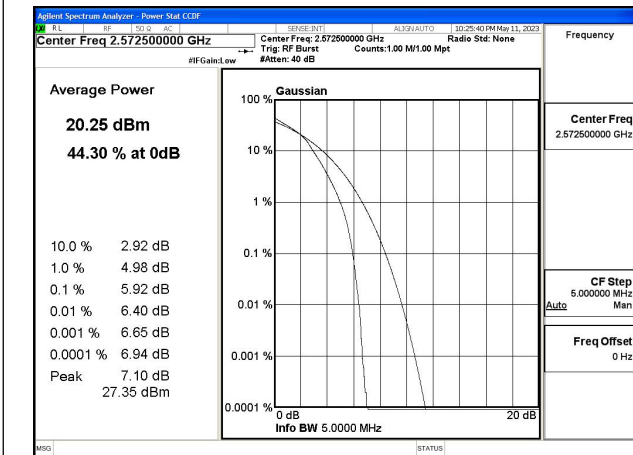 Agilent Spectrum Analyzer - Power Stat CCDF
RL RF 50 Ω AC SENSE:INT ALIGN AUTO 10:25:40 PM May 11, 2023
Center Freq 2.572500000 GHz
Center Freq: 2.572500000 GHz Radio Std: None
Trig: RF Burst Counts:1.00 M/1.00 Mpt
#IFGain:Low #Atten: 40 dB
Frequency
Average Power
20.25 dBm
44.30 % at 0dB
10.0 % 2.92 dB
1.0 % 4.98 dB
0.1 % 5.92 dB
0.01 % 6.40 dB
0.001 % 6.65 dB
0.0001 % 6.94 dB
Peak 7.10 dB
27.35 dBm
Gaussian
100 %
10 %
1 %
0.1 %
0.01 %
0.001 %
0.0001 %
0 dB 20 dB
Info BW 5.0000 MHz
Center Freq
2.572500000 GHz
CF Step
5.000000 MHz
Auto Man
Freq Offset
0 Hz
MSG STATUS